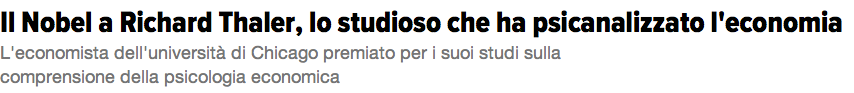 Il Nobel a Richard Thaler, lo studioso che ha psicanalizzato l'economia
L'economista dell'università di Chicago premiato per i suoi studi sulla
comprensione della psicologia economica